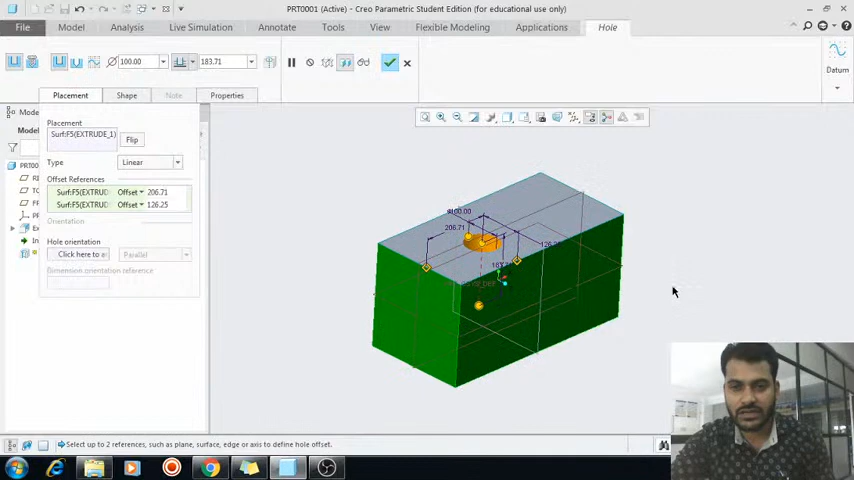 PRT0001 (Active) - Creo Parametric Student Edition (for educational use only)
File Model Analysis Live Simulation Annotate Tools View Flexible Modeling Applications Hole
100.00 183.71
Datum
Placement Shape Note Properties
Placement
Surf:F5(EXTRUDE_1) Flip
Type Linear
Offset References
Surf:F5(EXTRUD Offset 206.71
Surf:F5(EXTRUD Offset 126.25
Orientation
Hole orientation
Click here to a Parallel
Dimension orientation reference
100.00
206.71
Select up to 2 references, such as plane, surface, edge or axis to define hole offset.